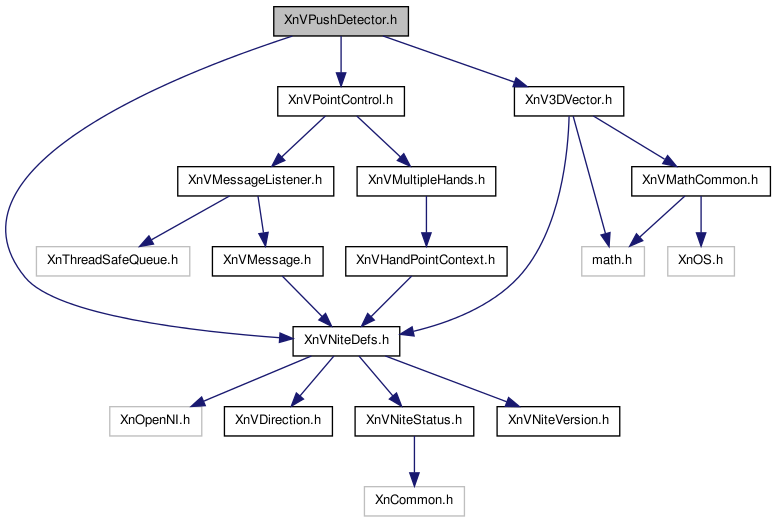 XnVPushDetector.h
XnVPointControl.h
XnV3DVector.h
XnVMessageListener.h
XnVMultipleHands.h
XnVMathCommon.h
XnThreadSafeQueue.h
XnVMessage.h
XnVHandPointContext.h
math.h
XnOS.h
XnVNiteDefs.h
XnOpenNI.h
XnVDirection.h
XnVNiteStatus.h
XnVNiteVersion.h
XnCommon.h